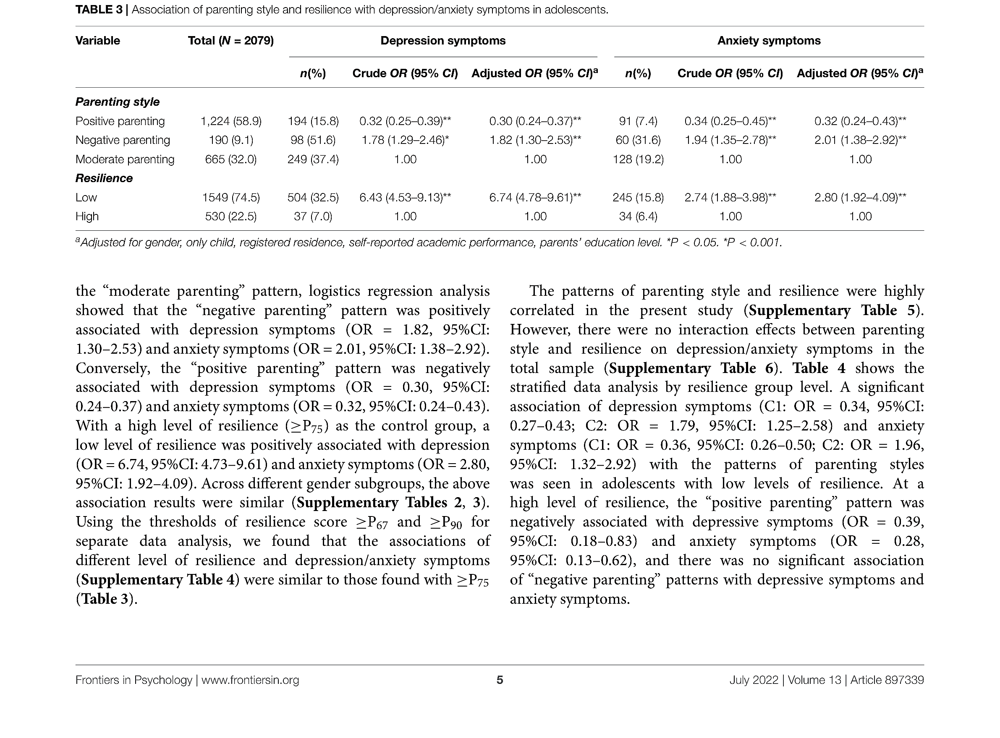 TABLE 3 | Association of parenting style and resilience with depression/anxiety symptoms in adolescents.
Variable Total (N = 2079) Depression symptoms Anxiety symptoms
n(%) Crude OR (95% CI) Adjusted OR (95% CI)a n(%) Crude OR (95% CI) Adjusted OR (95% CI)a
Parenting style
Positive parenting 1,224 (58.9) 194 (15.8) 0.32 (0.25–0.39)** 0.30 (0.24–0.37)** 91 (7.4) 0.34 (0.25–0.45)** 0.32 (0.24–0.43)**
Negative parenting 190 (9.1) 98 (51.6) 1.78 (1.29–2.46)* 1.82 (1.30–2.53)** 60 (31.6) 1.94 (1.35–2.78)** 2.01 (1.38–2.92)**
Moderate parenting 665 (32.0) 249 (37.4) 1.00 1.00 128 (19.2) 1.00 1.00
Resilience
Low 1549 (74.5) 504 (32.5) 6.43 (4.53–9.13)** 6.74 (4.78–9.61)** 245 (15.8) 2.74 (1.88–3.98)** 2.80 (1.92–4.09)**
High 530 (22.5) 37 (7.0) 1.00 1.00 34 (6.4) 1.00 1.00
aAdjusted for gender, only child, registered residence, self-reported academic performance, parents’ education level. *P < 0.05. *P < 0.001.
the “moderate parenting” pattern, logistics regression analysis
showed that the “negative parenting” pattern was positively
associated with depression symptoms (OR = 1.82, 95%CI:
1.30–2.53) and anxiety symptoms (OR = 2.01, 95%CI: 1.38–2.92).
Conversely, the “positive parenting” pattern was negatively
associated with depression symptoms (OR = 0.30, 95%CI:
0.24–0.37) and anxiety symptoms (OR = 0.32, 95%CI: 0.24–0.43).
With a high level of resilience (≥P75) as the control group, a
low level of resilience was positively associated with depression
(OR = 6.74, 95%CI: 4.73–9.61) and anxiety symptoms (OR = 2.80,
95%CI: 1.92–4.09). Across different gender subgroups, the above
association results were similar (Supplementary Tables 2, 3).
Using the thresholds of resilience score ≥P67 and ≥P90 for
separate data analysis, we found that the associations of
different level of resilience and depression/anxiety symptoms
(Supplementary Table 4) were similar to those found with ≥P75
(Table 3).
The patterns of parenting style and resilience were highly
correlated in the present study (Supplementary Table 5).
However, there were no interaction effects between parenting
style and resilience on depression/anxiety symptoms in the
total sample (Supplementary Table 6). Table 4 shows the
stratified data analysis by resilience group level. A significant
association of depression symptoms (C1: OR = 0.34, 95%CI:
0.27–0.43; C2: OR = 1.79, 95%CI: 1.25–2.58) and anxiety
symptoms (C1: OR = 0.36, 95%CI: 0.26–0.50; C2: OR = 1.96,
95%CI: 1.32–2.92) with the patterns of parenting styles
was seen in adolescents with low levels of resilience. At a
high level of resilience, the “positive parenting” pattern was
negatively associated with depressive symptoms (OR = 0.39,
95%CI: 0.18–0.83) and anxiety symptoms (OR = 0.28,
95%CI: 0.13–0.62), and there was no significant association
of “negative parenting” patterns with depressive symptoms and
anxiety symptoms.
Frontiers in Psychology | www.frontiersin.org 5 July 2022 | Volume 13 | Article 897339